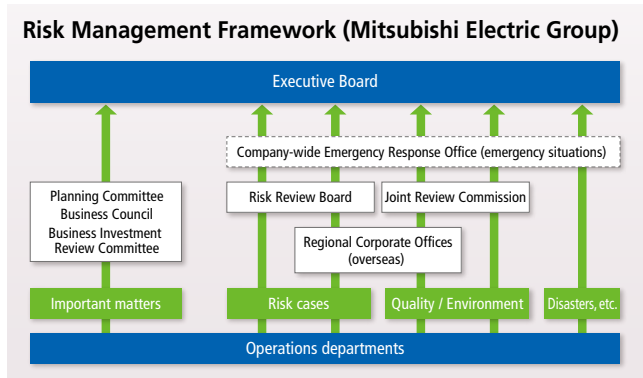 Risk Management Framework (Mitsubishi Electric Group)
Executive Board
Company-wide Emergency Response Office (emergency situations)
Planning Committee
Business Council
Business Investment
Review Committee
Risk Review Board
Joint Review Commission
Regional Corporate Offices
(overseas)
Important matters
Risk cases
Quality / Environment
Disasters, etc.
Operations departments